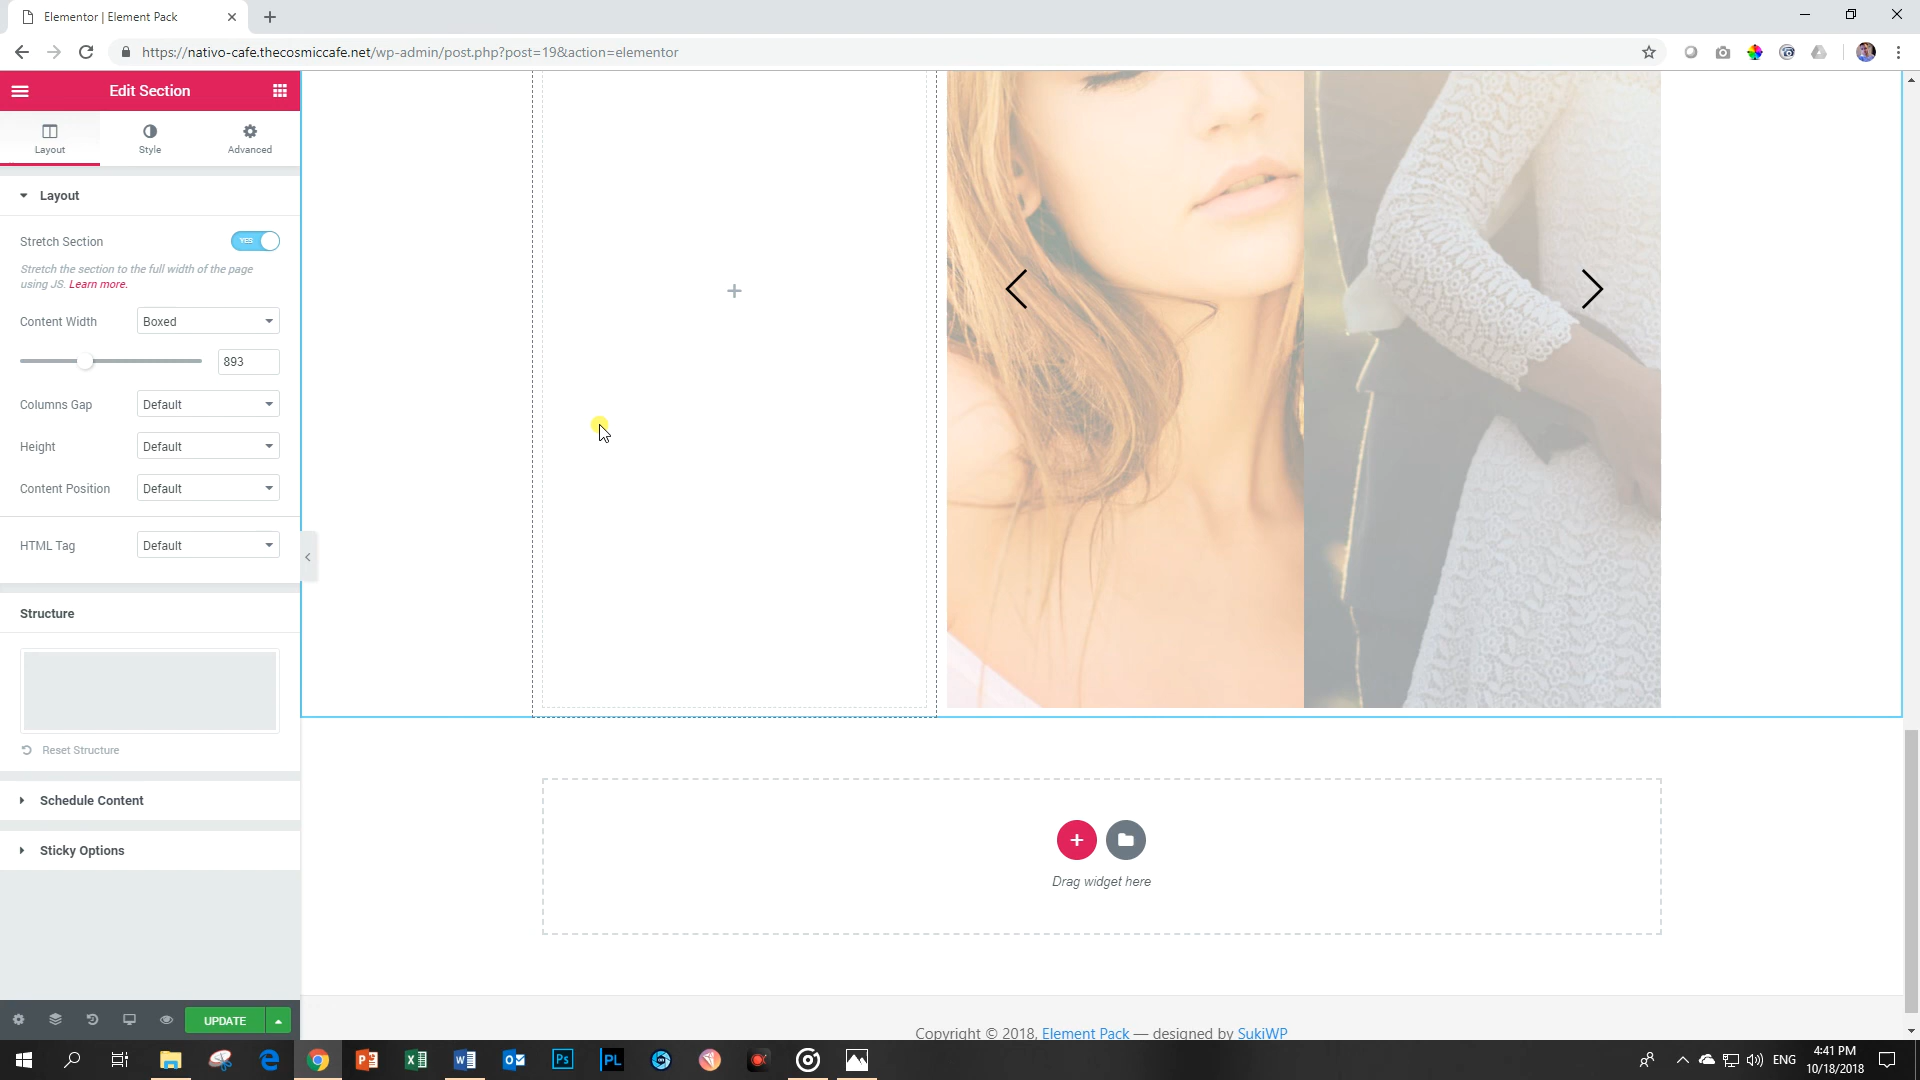 Elementor | Element Pack
https://nativo-cafe.thecosmiccafe.net/wp-admin/post.php?post=19&action=elementor
Edit Section
Layout
Style
Advanced
Layout
Stretch Section
YES
Stretch the section to the full width of the page
using JS. Learn more.
Content Width
Boxed
893
Columns Gap
Default
Height
Default
Content Position
Default
HTML Tag
Default
Structure
Reset Structure
Schedule Content
Sticky Options
Drag widget here
UPDATE
Copyright © 2018, Element Pack — designed by SukiWP
Ps
PL
ENG
4:41 PM
10/18/2018